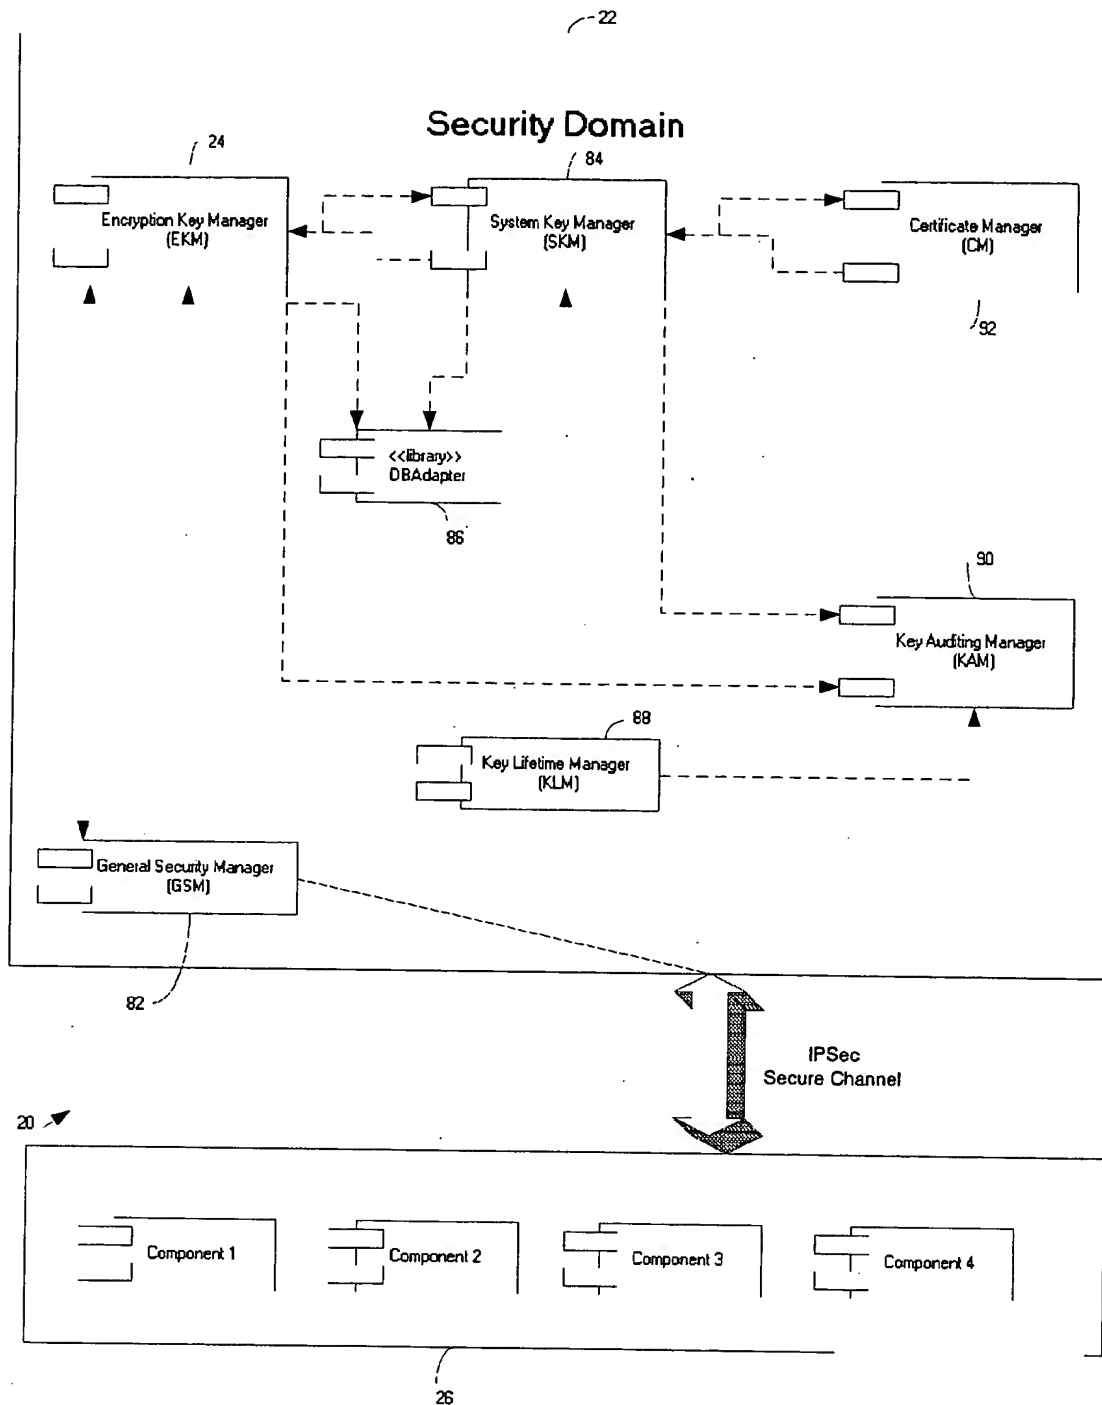 22
Security Domain
24
84
Encryption Key Manager
(EKM)
System Key Manager
(SKM)
Certificate Manager
(CM)
92
<<library>>
DBAdapter
86
90
Key Auditing Manager
(KAM)
88
Key Lifetime Manager
(KLM)
General Security Manager
(GSM)
82
IPSec
Secure Channel
20
Component 1
Component 2
Component 3
Component 4
26